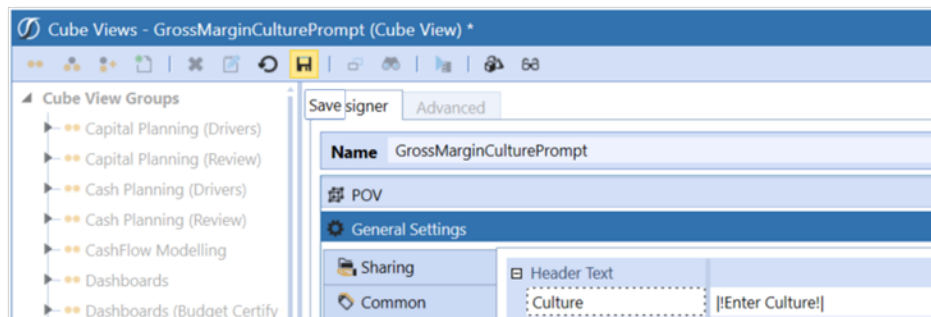 Cube Views - GrossMarginCulturePrompt (Cube View) *
Cube View Groups
Capital Planning (Drivers)
Capital Planning (Review)
Cash Planning (Drivers)
Cash Planning (Review)
CashFlow Modelling
Dashboards
Dashboards (Budget Certify
Save signer Advanced
Name GrossMarginCulturePrompt
POV
General Settings
Sharing
Common
Header Text
Culture |!Enter Culture!|